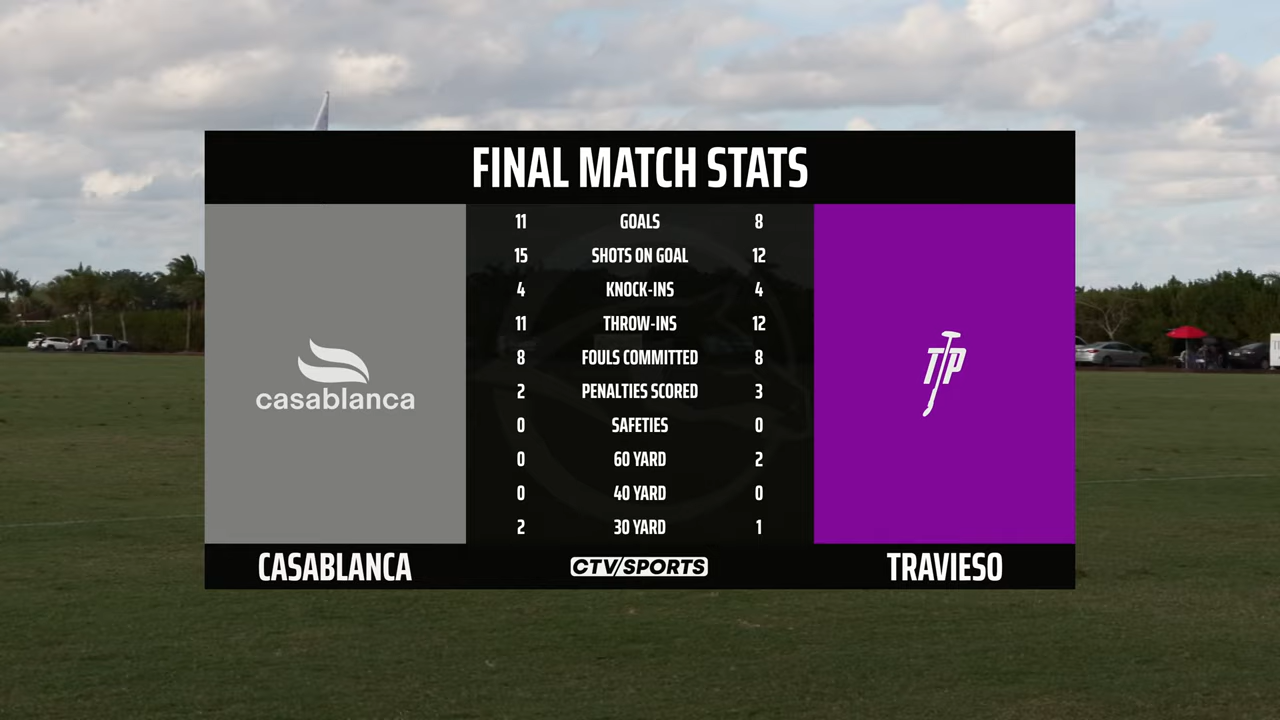 FINAL MATCH STATS
11 GOALS 8
15 SHOTS ON GOAL 12
4 KNOCK-INS 4
11 THROW-INS 12
8 FOULS COMMITTED 8
2 PENALTIES SCORED 3
0 SAFETIES 0
0 60 YARD 2
0 40 YARD 0
2 30 YARD 1
casablanca
TP
CASABLANCA
CTV/SPORTS
TRAVIESO